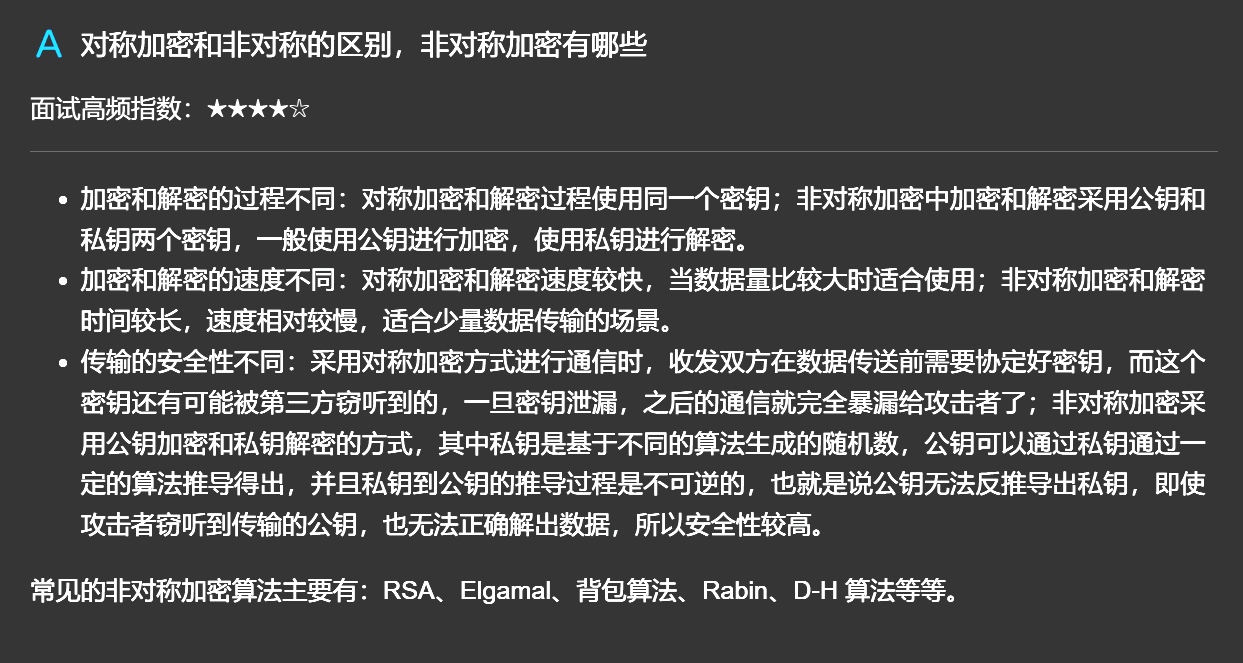 A 对称加密和非对称的区别，非对称加密有哪些
面试高频指数：★★★★☆
• 加密和解密的过程不同：对称加密和解密过程使用同一个密钥；非对称加密中加密和解密采用公钥和
私钥两个密钥，一般使用公钥进行加密，使用私钥进行解密。
• 加密和解密的速度不同：对称加密和解密速度较快，当数据量比较大时适合使用；非对称加密和解密
时间较长，速度相对较慢，适合少量数据传输的场景。
• 传输的安全性不同：采用对称加密方式进行通信时，收发双方在数据传送前需要协定好密钥，而这个
密钥还有可能被第三方窃听到的，一旦密钥泄漏，之后的通信就完全暴漏给攻击者了；非对称加密采
用公钥加密和私钥解密的方式，其中私钥是基于不同的算法生成的随机数，公钥可以通过私钥通过一
定的算法推导得出，并且私钥到公钥的推导过程是不可逆的，也就是说公钥无法反推导出私钥，即使
攻击者窃听到传输的公钥，也无法正确解出数据，所以安全性较高。
常见的非对称加密算法主要有：RSA、Elgamal、背包算法、Rabin、D-H 算法等等。